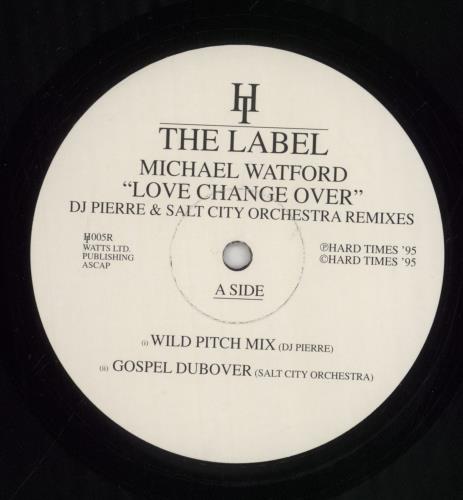 HT
THE LABEL
MICHAEL WATFORD
“LOVE CHANGE OVER”
DJ PIERRE & SALT CITY ORCHESTRA REMIXES
HT005R
WATTS LTD.
PUBLISHING
ASCAP
℗HARD TIMES '95
©HARD TIMES '95
A SIDE
(i) WILD PITCH MIX (DJ PIERRE)
(ii) GOSPEL DUBOVER (SALT CITY ORCHESTRA)